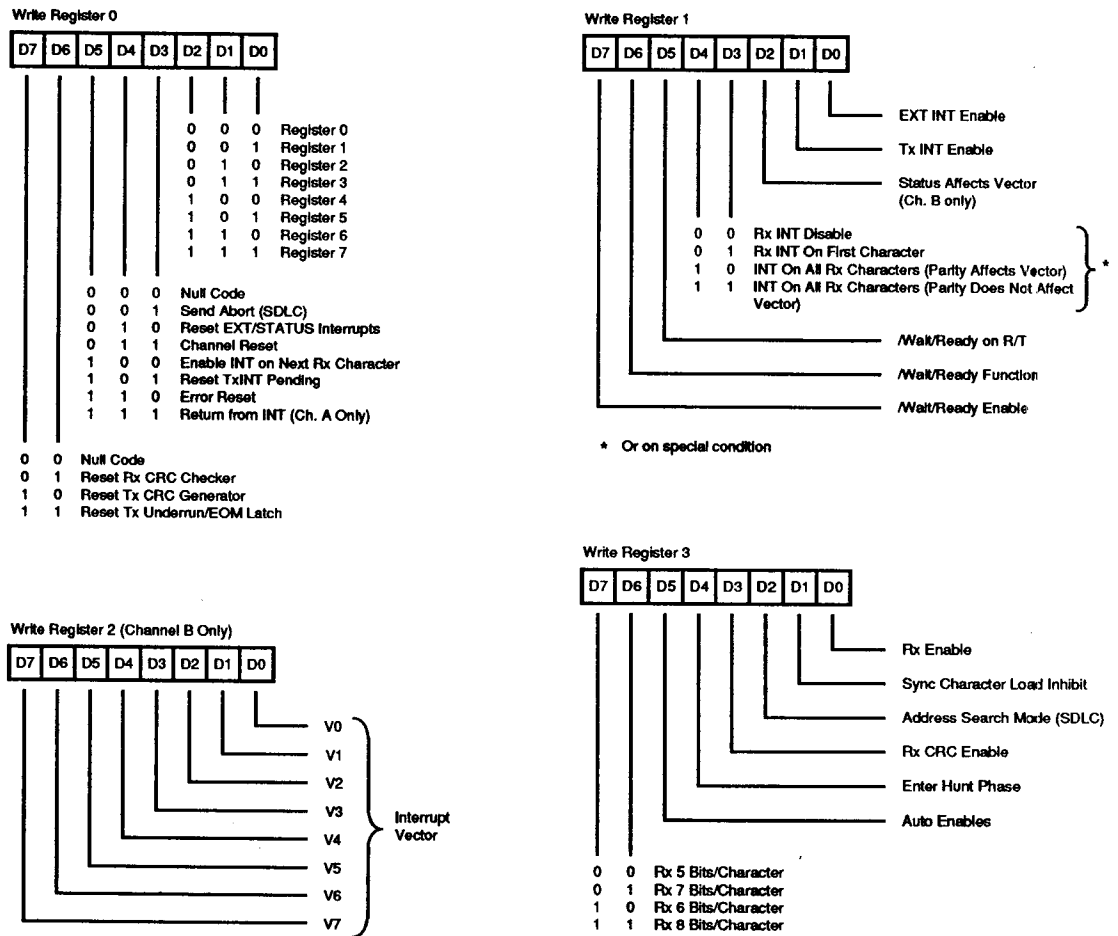 Write Register 0
D7 D6 D5 D4 D3 D2 D1 D0
0 0 0 Register 0
0 0 1 Register 1
0 1 0 Register 2
0 1 1 Register 3
1 0 0 Register 4
1 0 1 Register 5
1 1 0 Register 6
1 1 1 Register 7
0 0 0 Null Code
0 0 1 Send Abort (SDLC)
0 1 0 Reset EXT/STATUS Interrupts
0 1 1 Channel Reset
1 0 0 Enable INT on Next Rx Character
1 0 1 Reset TxINT Pending
1 1 0 Error Reset
1 1 1 Return from INT (Ch. A Only)
0 0 Null Code
0 1 Reset Rx CRC Checker
1 0 Reset Tx CRC Generator
1 1 Reset Tx Underrun/EOM Latch
Write Register 1
D7 D6 D5 D4 D3 D2 D1 D0
EXT INT Enable
Tx INT Enable
Status Affects Vector
(Ch. B only)
0 0 Rx INT Disable
0 1 Rx INT On First Character
1 0 INT On All Rx Characters (Parity Affects Vector)
1 1 INT On All Rx Characters (Parity Does Not Affect
Vector)
*
/Wait/Ready on R/T
/Wait/Ready Function
/Wait/Ready Enable
* Or on special condition
Write Register 2 (Channel B Only)
D7 D6 D5 D4 D3 D2 D1 D0
V0
V1
V2
V3
V4
V5
V6
V7
Interrupt
Vector
Write Register 3
D7 D6 D5 D4 D3 D2 D1 D0
Rx Enable
Sync Character Load Inhibit
Address Search Mode (SDLC)
Rx CRC Enable
Enter Hunt Phase
Auto Enables
0 0 Rx 5 Bits/Character
0 1 Rx 7 Bits/Character
1 0 Rx 6 Bits/Character
1 1 Rx 8 Bits/Character